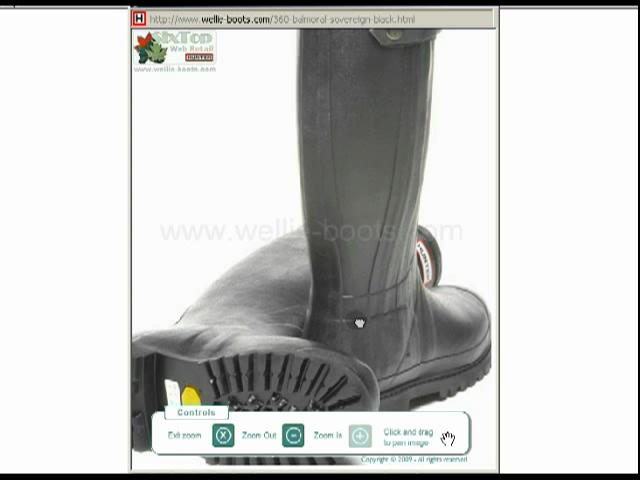 http://www.wellie-boots.com/360-balmoral-sovereign-black.html
SixTop
Web Retail
HUNTER
www.wellie-boots.com
www.wellie-boots.com
HUNTER
Controls
Exit zoom
X
Zoom Out
Zoom In
Click and drag
to pan image
Copyright © 2009 - all rights reserved